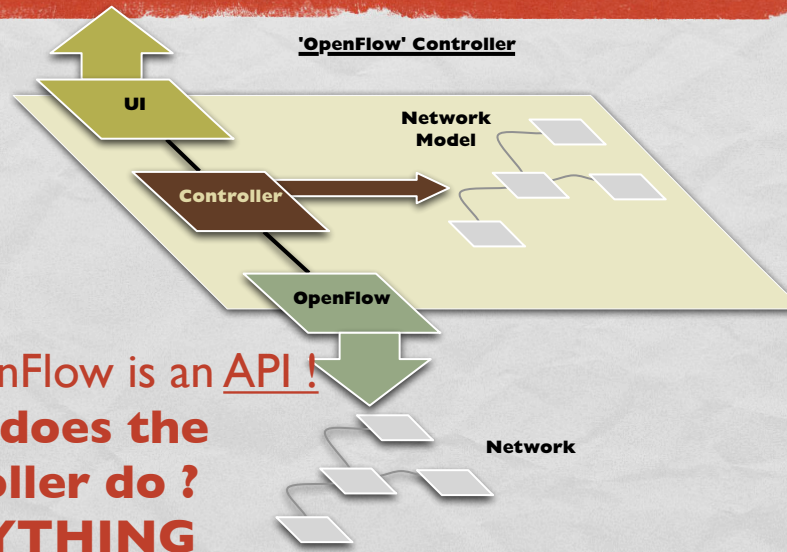 'OpenFlow' Controller
UI
Network
Model
Controller
OpenFlow
nFlow is an API !
does the
oller do ?
YTHING
Network